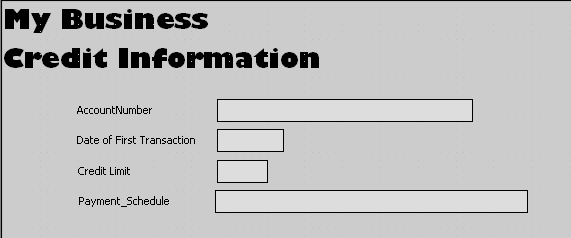 My Business
Credit Information
AccountNumber
Date of First Transaction
Credit Limit
Payment_Schedule